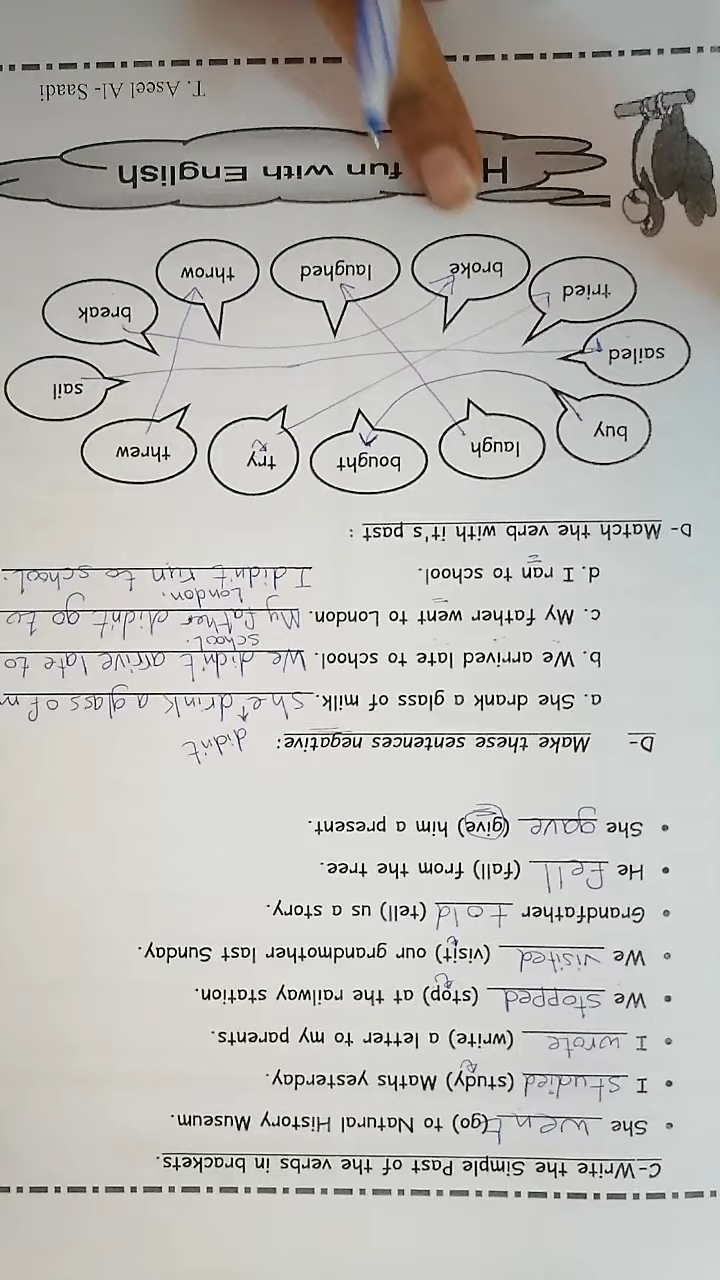 C-Write the Simple Past of the verbs in brackets.
• She went (go) to Natural History Museum.
• I studied (study) Maths yesterday.
• I wrote (write) a letter to my parents.
• We stopped (stop) at the railway station.
• We visited (visit) our grandmother last Sunday.
• Grandfather told (tell) us a story.
• He fell (fall) from the tree.
• She gave (give) him a present.
D- Make these sentences negative:
didn't
a. She drank a glass of milk. She drink a glass of m
b. We arrived late to school. We didn't arrive late to
school.
c. My father went to London. My father didn't go to
London.
d. I ran to school. I didn't run to school.
D- Match the verb with it's past :
buy laugh bought try threw
sailed sail
tried broke laughed throw break
H fun with English
T. Aseel Al- Saadi